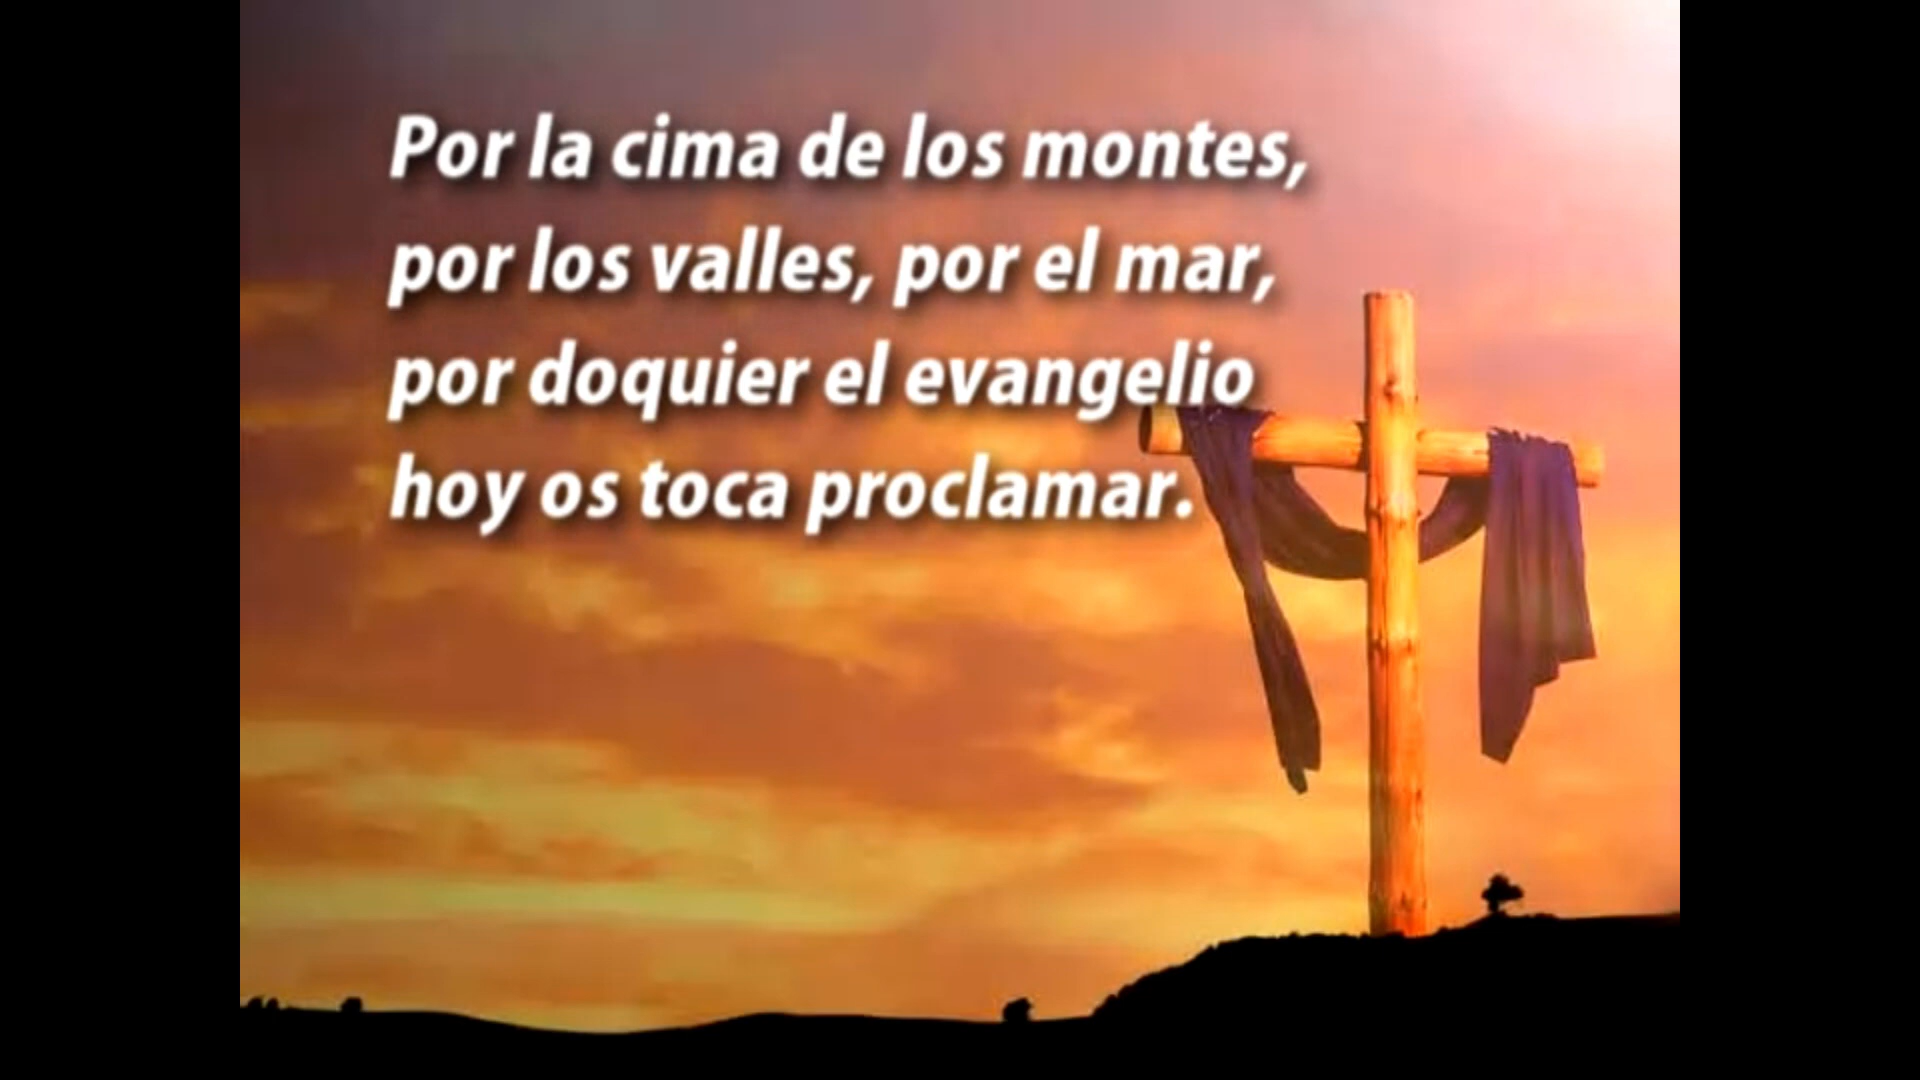 Por la cima de los montes,
por los valles, por el mar,
por doquier el evangelio
hoy os toca proclamar.